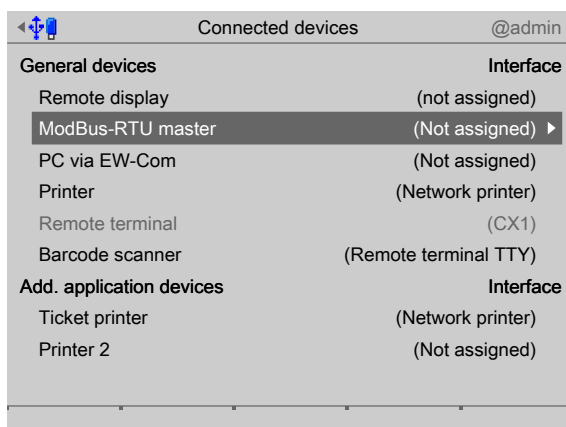 Connected devices @admin
General devices Interface
Remote display (not assigned)
ModBus-RTU master (Not assigned)
PC via EW-Com (Not assigned)
Printer (Network printer)
Remote terminal (CX1)
Barcode scanner (Remote terminal TTY)
Add. application devices Interface
Ticket printer (Network printer)
Printer 2 (Not assigned)